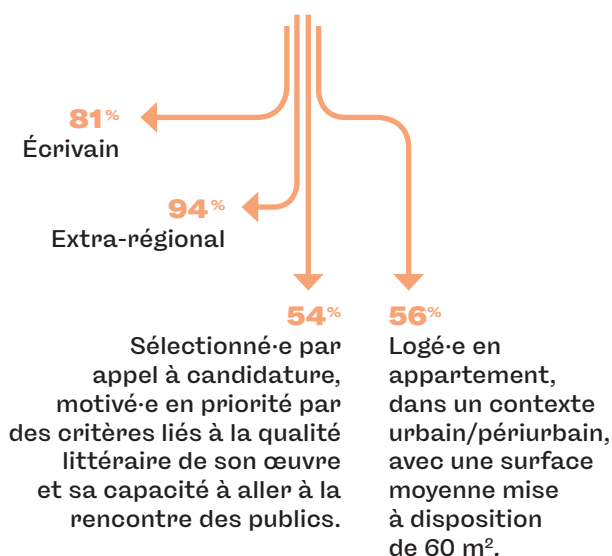 81%
Écrivain
94%
Extra-régional
54%
Sélectionné·e par
appel à candidature,
motivé·e en priorité par
des critères liés à la qualité
littéraire de son œuvre
et sa capacité à aller à la
rencontre des publics.
56%
Logé·e en
appartement,
dans un contexte
urbain/périurbain,
avec une surface
moyenne mise
à disposition
de 60 m².